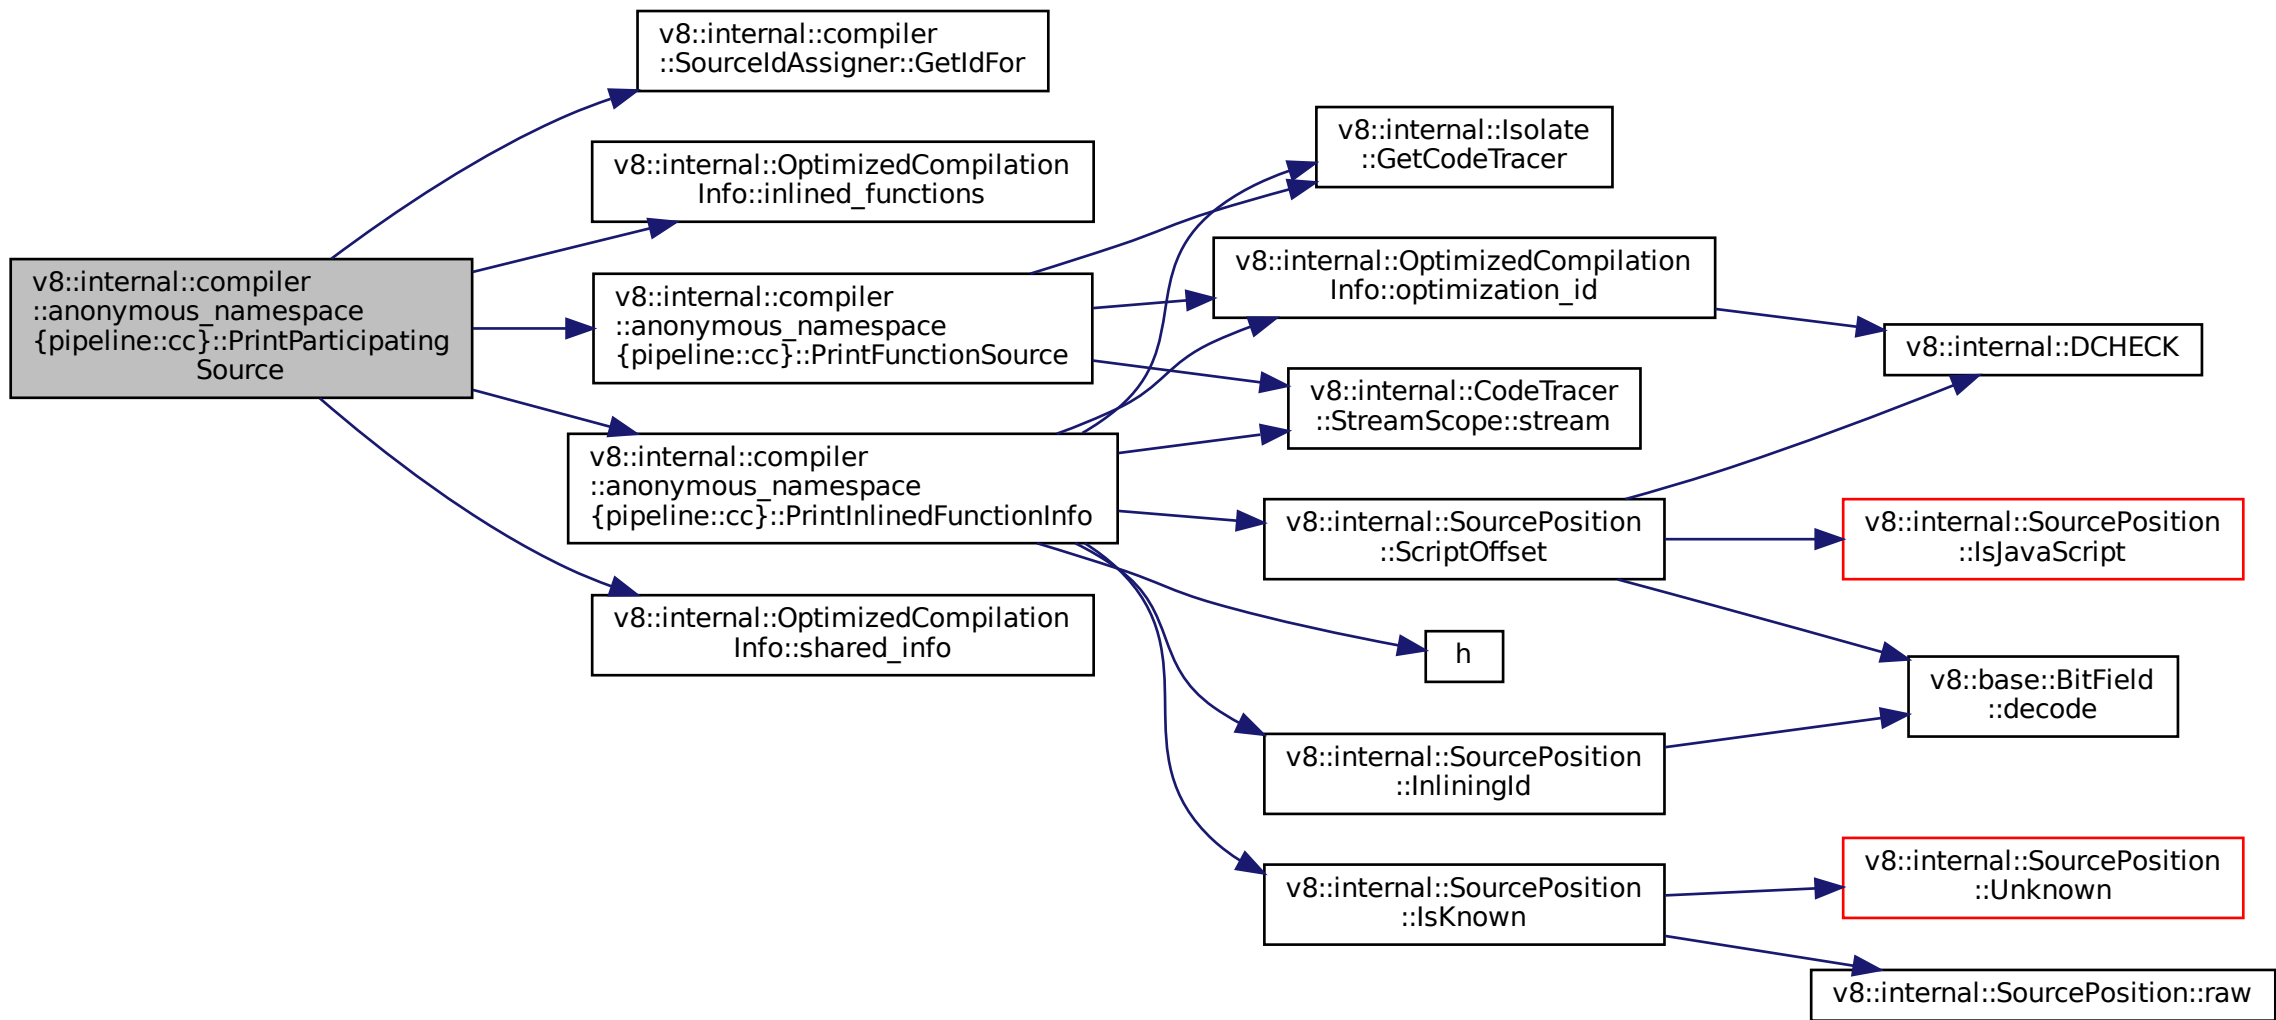 v8::internal::compiler
::SourceIdAssigner::GetIdFor
v8::internal::OptimizedCompilation
Info::inlined_functions
v8::internal::compiler
::anonymous_namespace
{pipeline::cc}::PrintParticipating
Source
v8::internal::compiler
::anonymous_namespace
{pipeline::cc}::PrintFunctionSource
v8::internal::compiler
::anonymous_namespace
{pipeline::cc}::PrintInlinedFunctionInfo
v8::internal::OptimizedCompilation
Info::shared_info
v8::internal::Isolate
::GetCodeTracer
v8::internal::OptimizedCompilation
Info::optimization_id
v8::internal::CodeTracer
::StreamScope::stream
v8::internal::SourcePosition
::ScriptOffset
h
v8::internal::SourcePosition
::InliningId
v8::internal::SourcePosition
::IsKnown
v8::internal::DCHECK
v8::internal::SourcePosition
::IsJavaScript
v8::base::BitField
::decode
v8::internal::SourcePosition
::Unknown
v8::internal::SourcePosition::raw